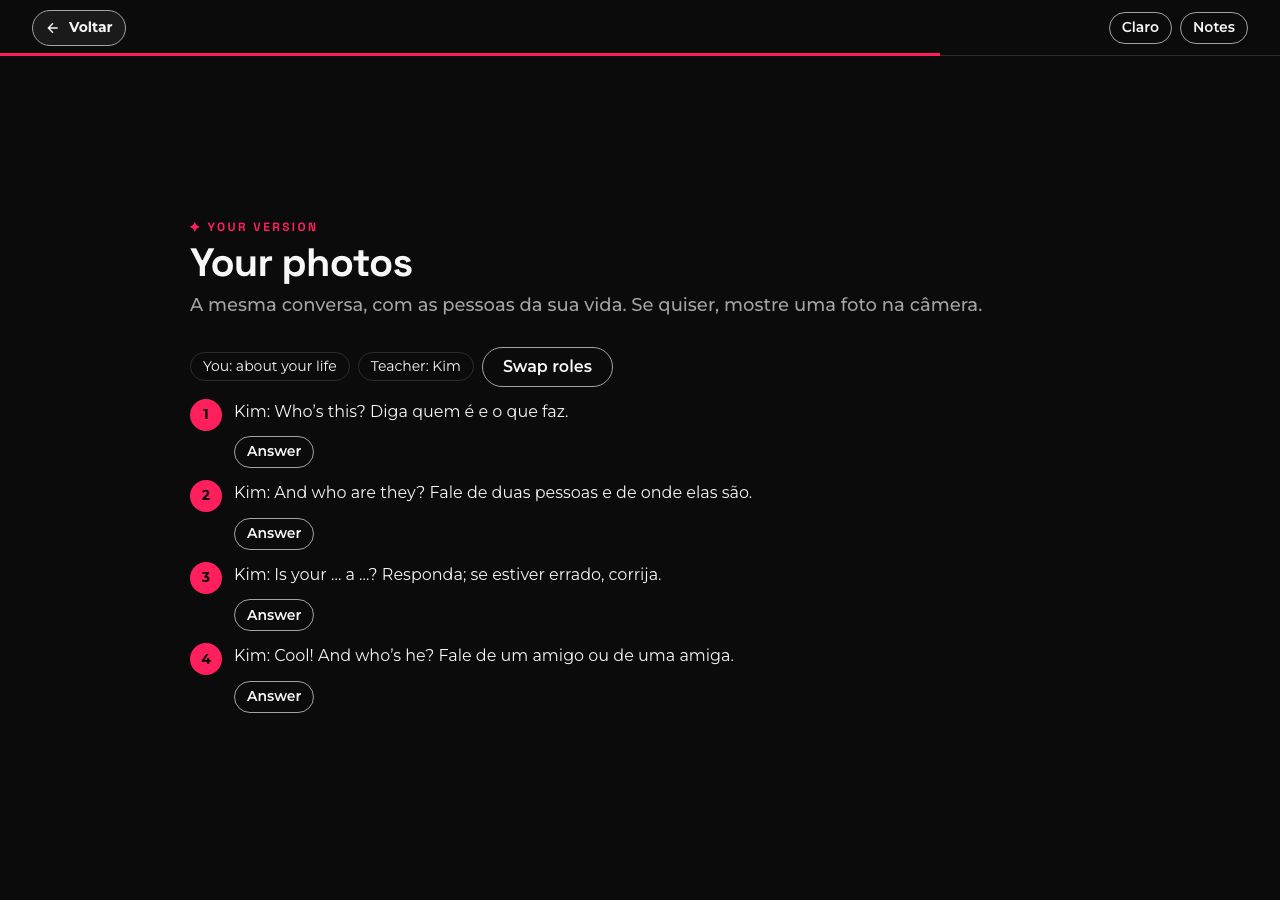 Voltar
Claro
Notes
YOUR VERSION
Your photos
A mesma conversa, com as pessoas da sua vida. Se quiser, mostre uma foto na câmera.
You: about your life
Teacher: Kim
Swap roles
1
Kim: Who’s this? Diga quem é e o que faz.
Answer
2
Kim: And who are they? Fale de duas pessoas e de onde elas são.
Answer
3
Kim: Is your … a …? Responda; se estiver errado, corrija.
Answer
4
Kim: Cool! And who’s he? Fale de um amigo ou de uma amiga.
Answer